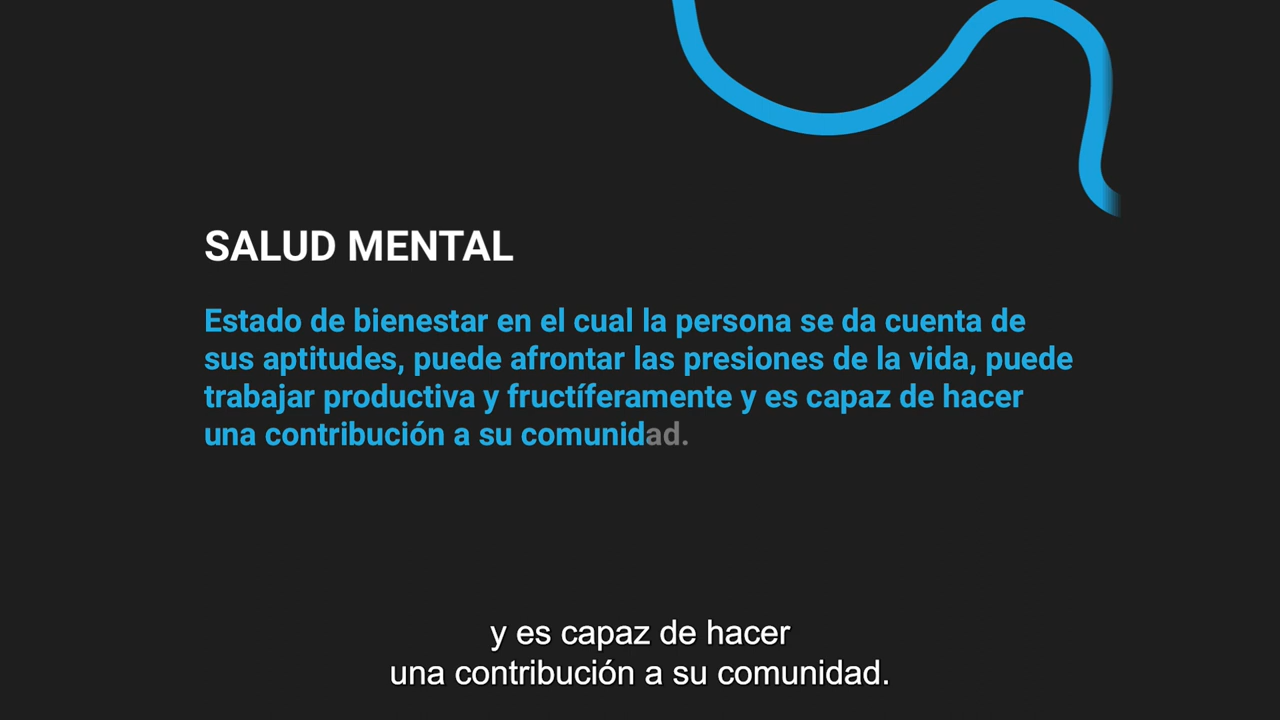 SALUD MENTAL
Estado de bienestar en el cual la persona se da cuenta de
sus aptitudes, puede afrontar las presiones de la vida, puede
trabajar productiva y fructíferamente y es capaz de hacer
una contribución a su comunidad.
y es capaz de hacer
una contribución a su comunidad.